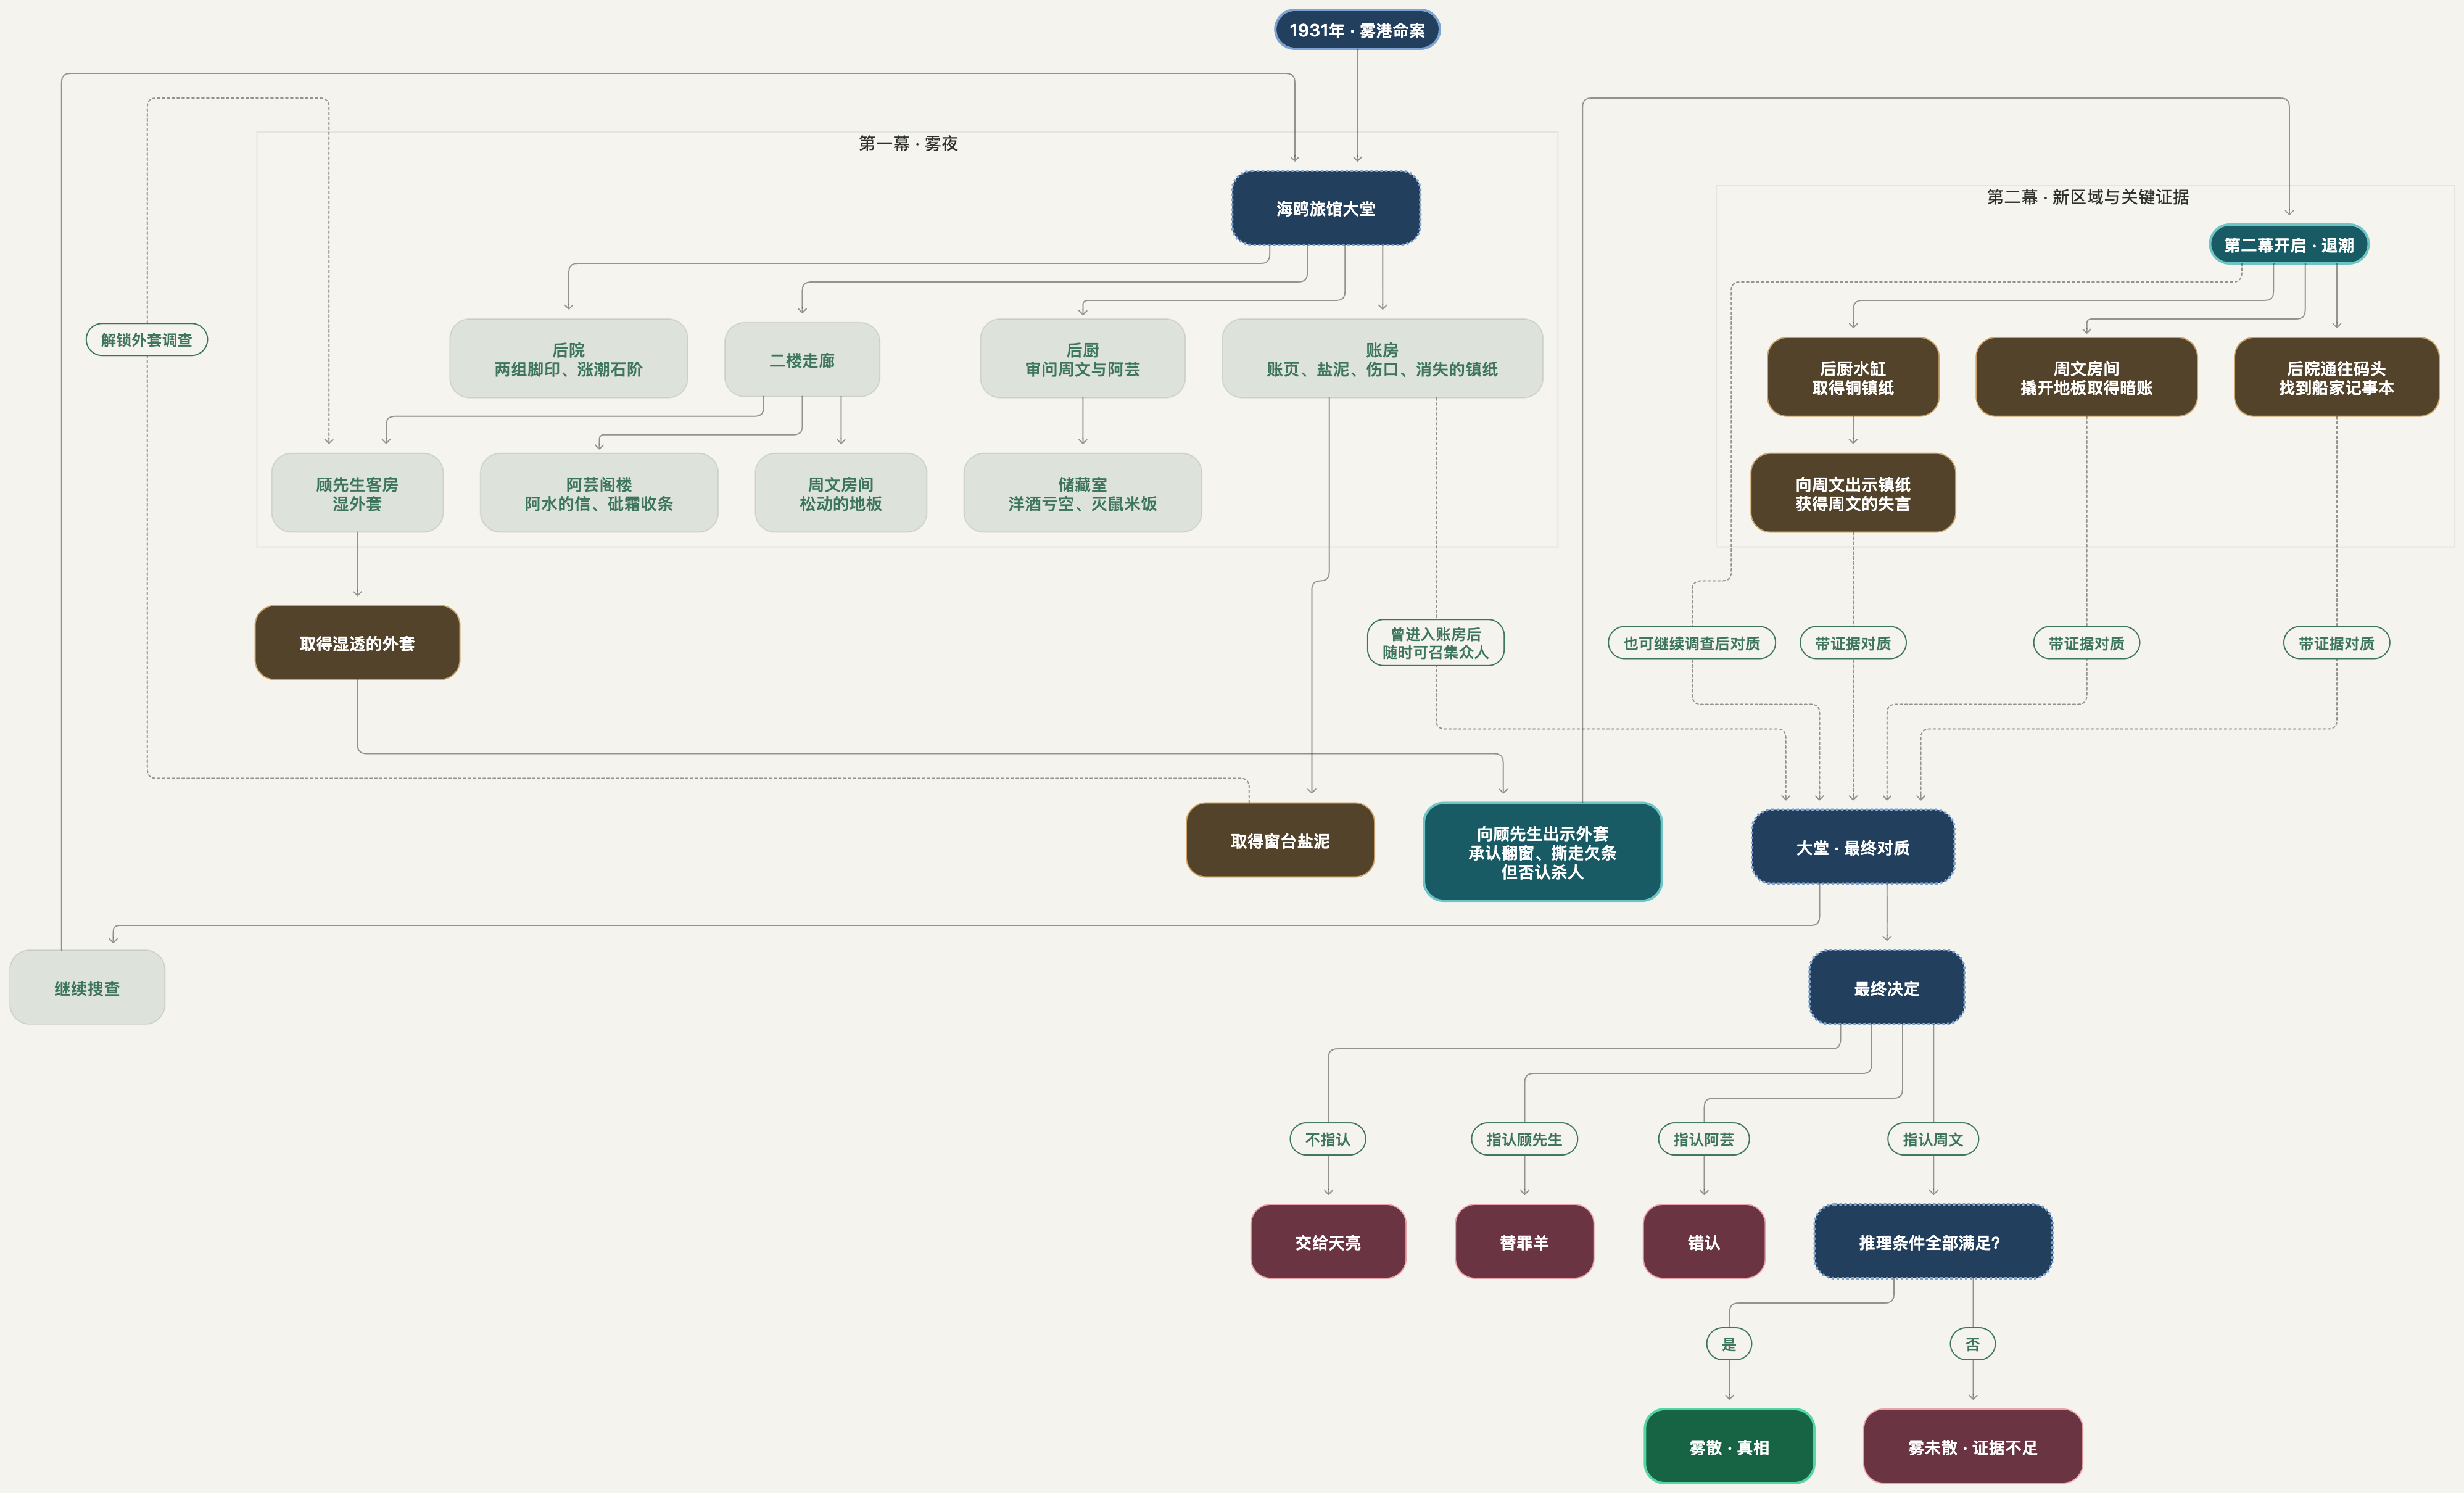 1931年 · 雾港命案
第一幕 · 雾夜
海鸥旅馆大堂
第二幕 · 新区域与关键证据
第二幕开启 · 退潮
解锁外套调查
后院
两组脚印、涨潮石阶
二楼走廊
后厨
审问周文与阿芸
账房
账页、盐泥、伤口、消失的镇纸
后厨水缸
取得铜镇纸
周文房间
撬开地板取得暗账
后院通往码头
找到船家记事本
顾先生客房
湿外套
阿芸阁楼
阿水的信、砒霜收条
周文房间
松动的地板
储藏室
洋酒亏空、灭鼠米饭
向周文出示镇纸
获得周文的失言
取得湿透的外套
曾进入账房后
随时可召集众人
也可继续调查后对质
带证据对质
带证据对质
带证据对质
取得窗台盐泥
向顾先生出示外套
承认翻窗、撕走欠条
但否认杀人
大堂 · 最终对质
继续搜查
最终决定
不指认
指认顾先生
指认阿芸
指认周文
交给天亮
替罪羊
错认
推理条件全部满足?
是
否
雾散 · 真相
雾未散 · 证据不足